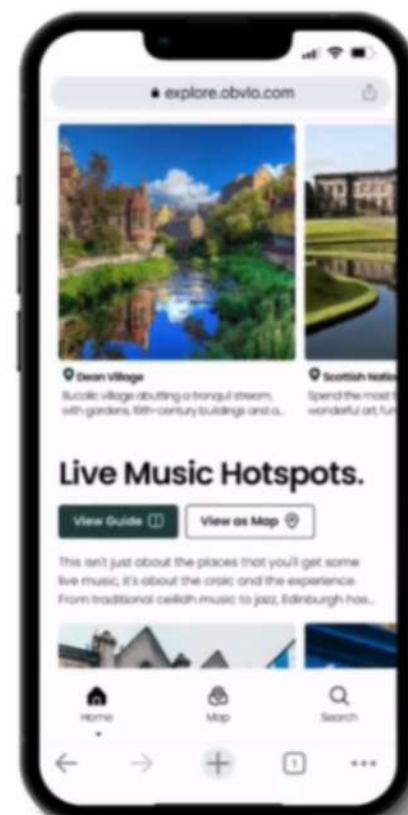 explore.obvlo.com
Dean Village
Bucolic village abutting a tranquil stream,
with gardens, 19th-century buildings and a...
Scottish Natio
Spend the most
wonderful art, fun
Live Music Hotspots.
View Guide
View as Map
This isn't just about the places that you'll get some
live music, it's about the craic and the experience.
From traditional ceilidh music to jazz, Edinburgh has...
Home
Map
Search
1